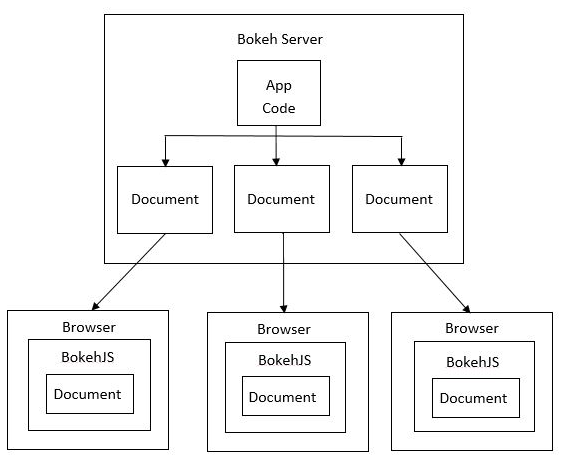 Bokeh Server
App
Code
Document
Document
Document
Browser
BokehJS
Document
Browser
BokehJS
Document
Browser
BokehJS
Document